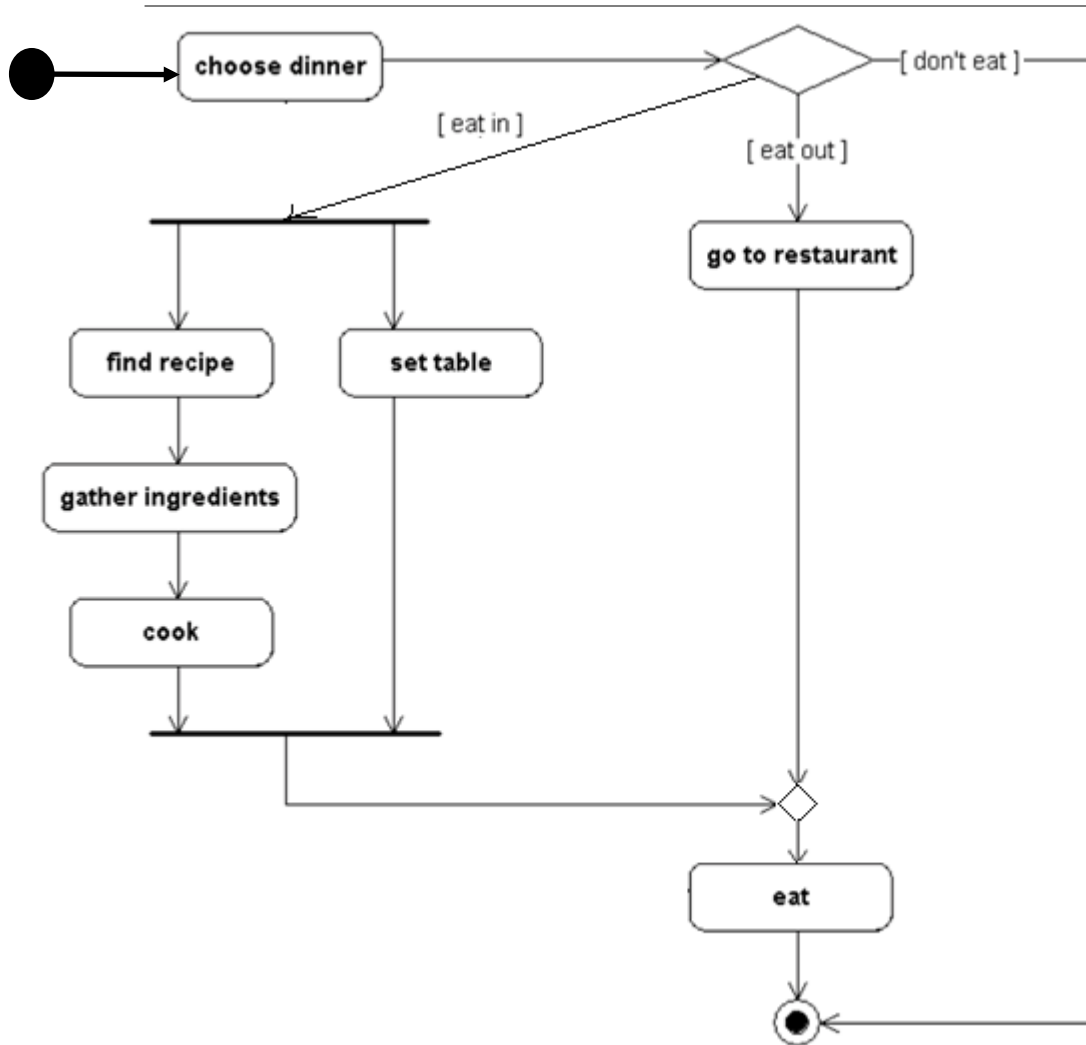 choose dinner
[ don't eat ]
[ eat in ]
[ eat out ]
go to restaurant
find recipe
set table
gather ingredients
cook
eat